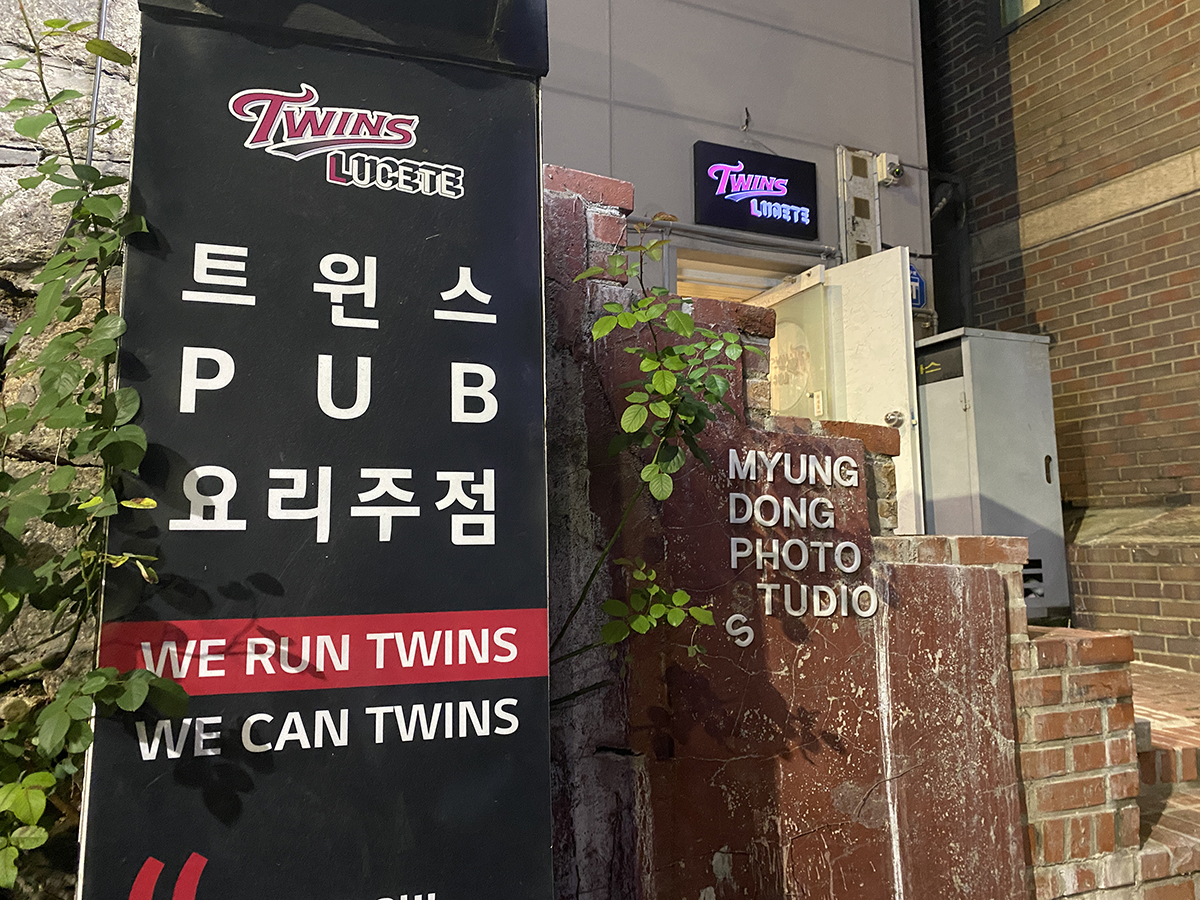 TWINS
LUCETE
트윈스
PUB
요리주점
WE RUN TWINS
WE CAN TWINS
TWINS
LUCETE
MYUNG
DONG
PHOTO
STUDIO